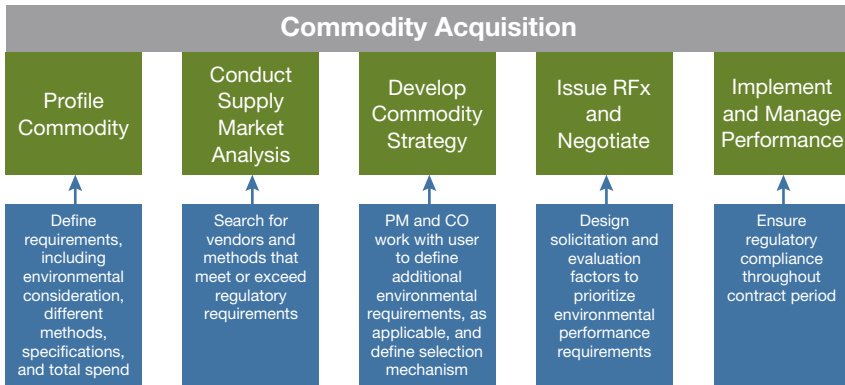 Commodity Acquisition
Profile
Commodity
Conduct
Supply
Market
Analysis
Develop
Commodity
Strategy
Issue RFx
and
Negotiate
Implement
and Manage
Performance
Define
requirements,
including
environmental
consideration,
different
methods,
specifications,
and total spend
Search for
vendors and
methods that
meet or exceed
regulatory
requirements
PM and CO
work with user
to define
additional
environmental
requirements, as
applicable, and
define selection
mechanism
Design
solicitation and
evaluation
factors to
prioritize
environmental
performance
requirements
Ensure
regulatory
compliance
throughout
contract period